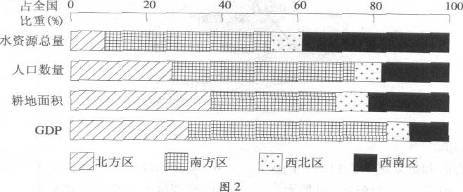 占全国
比重(%)
0 20 40 60 80 100
水资源总量
人口数量
耕地面积
GDP
北方区 南方区 西北区 西南区
图2